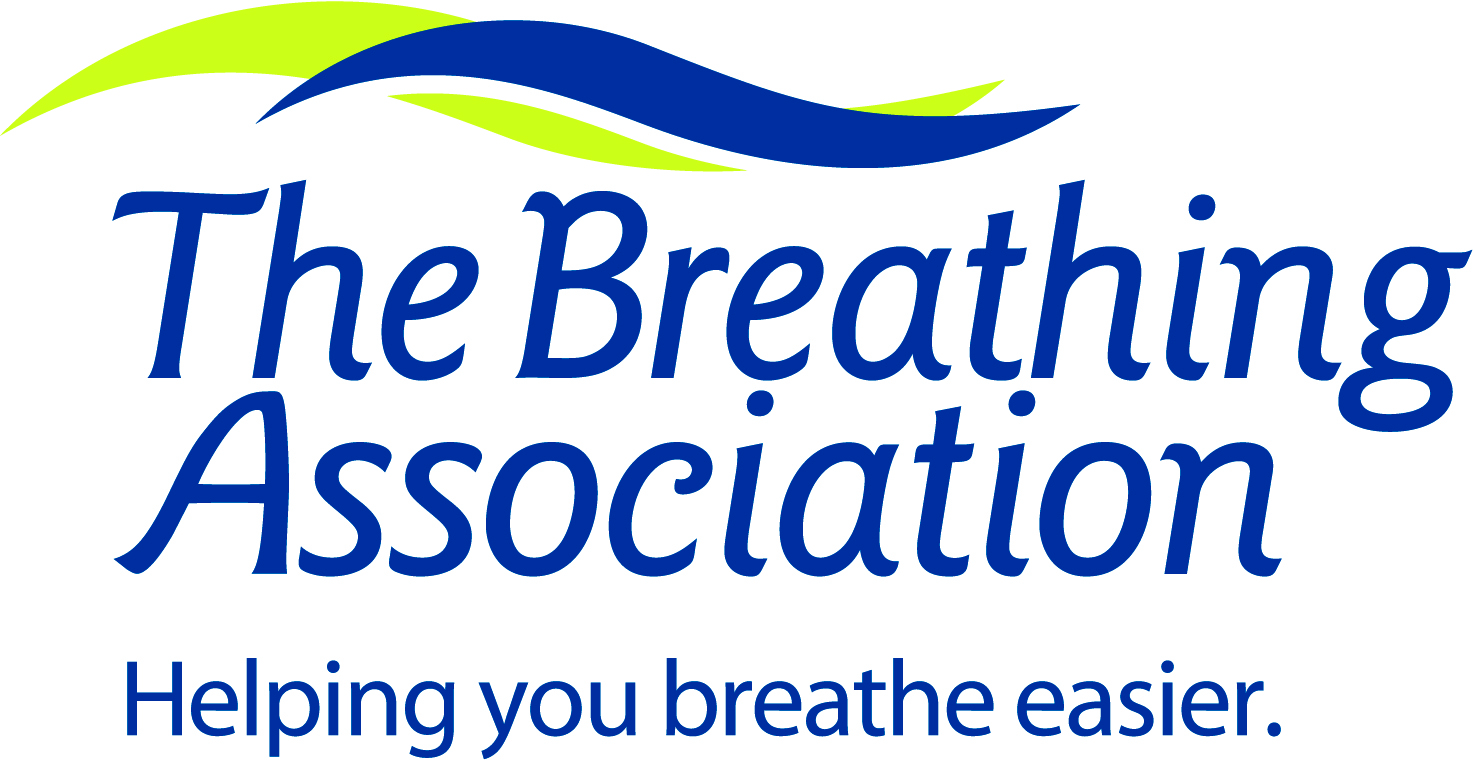 The Breathing
Association
Helping you breathe easier.